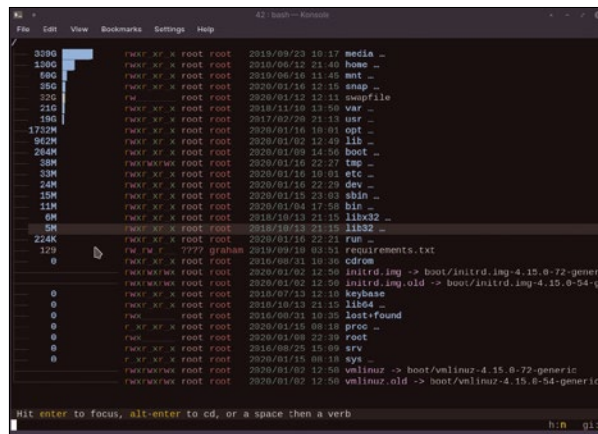 42 : bash — Konsole
File Edit View Bookmarks Settings Help
/
339G rwxr xr x root root 2019/09/23 10:17 media …
100G rwxr xr x root root 2018/06/12 21:40 home …
50G rwxr xr x root root 2019/06/16 11:45 mnt …
35G rwxr xr x root root 2020/01/16 12:15 snap …
32G rw root root 2020/01/12 12:11 swapfile
21G rwxr xr x root root 2018/11/10 13:50 var …
19G rwxr xr x root root 2017/02/20 21:13 usr …
1732M rwxr xr x root root 2020/01/16 10:01 opt …
962M rwxr xr x root root 2020/01/02 12:49 lib …
264M rwxr xr x root root 2020/01/09 14:56 boot …
38M rwxrwxrwx root root 2020/01/16 22:27 tmp …
33M rwxr xr x root root 2020/01/16 10:01 etc …
24M rwxr xr x root root 2020/01/16 22:29 dev …
15M rwxr xr x root root 2020/01/15 23:03 sbin …
11M rwxr xr x root root 2020/01/04 17:58 bin …
6M rwxr xr x root root 2018/10/13 21:15 libx32 …
5M rwxr xr x root root 2018/10/13 21:15 lib32 …
224K rwxr xr x root root 2020/01/16 22:21 run …
129 rw rw r ???? graham 2019/09/10 03:51 requirements.txt
0 rwxr xr x root root 2016/08/31 10:36 cdrom
rwxrwxrwx root root 2020/01/02 12:50 initrd.img -> boot/initrd.img-4.15.0-72-gener
rwxrwxrwx root root 2020/01/02 12:50 initrd.img.old -> boot/initrd.img-4.15.0-54-g
0 rwxr xr x root root 2018/07/13 12:10 keybase
0 rwxr xr x root root 2018/10/13 21:15 lib64 …
0 rwx root root 2016/08/31 10:35 lost+found
0 r xr xr x root root 2020/01/15 08:18 proc …
0 rwx root root 2020/01/08 22:39 root
0 rwxr xr x root root 2016/08/25 15:09 srv
0 r xr xr x root root 2020/01/15 08:18 sys …
rwxrwxrwx root root 2020/01/02 12:50 vmlinuz -> boot/vmlinuz-4.15.0-72-generic
rwxrwxrwx root root 2020/01/02 12:50 vmlinuz.old -> boot/vmlinuz-4.15.0-54-generic
Hit enter to focus, alt-enter to cd, or a space then a verb
h:n gi: